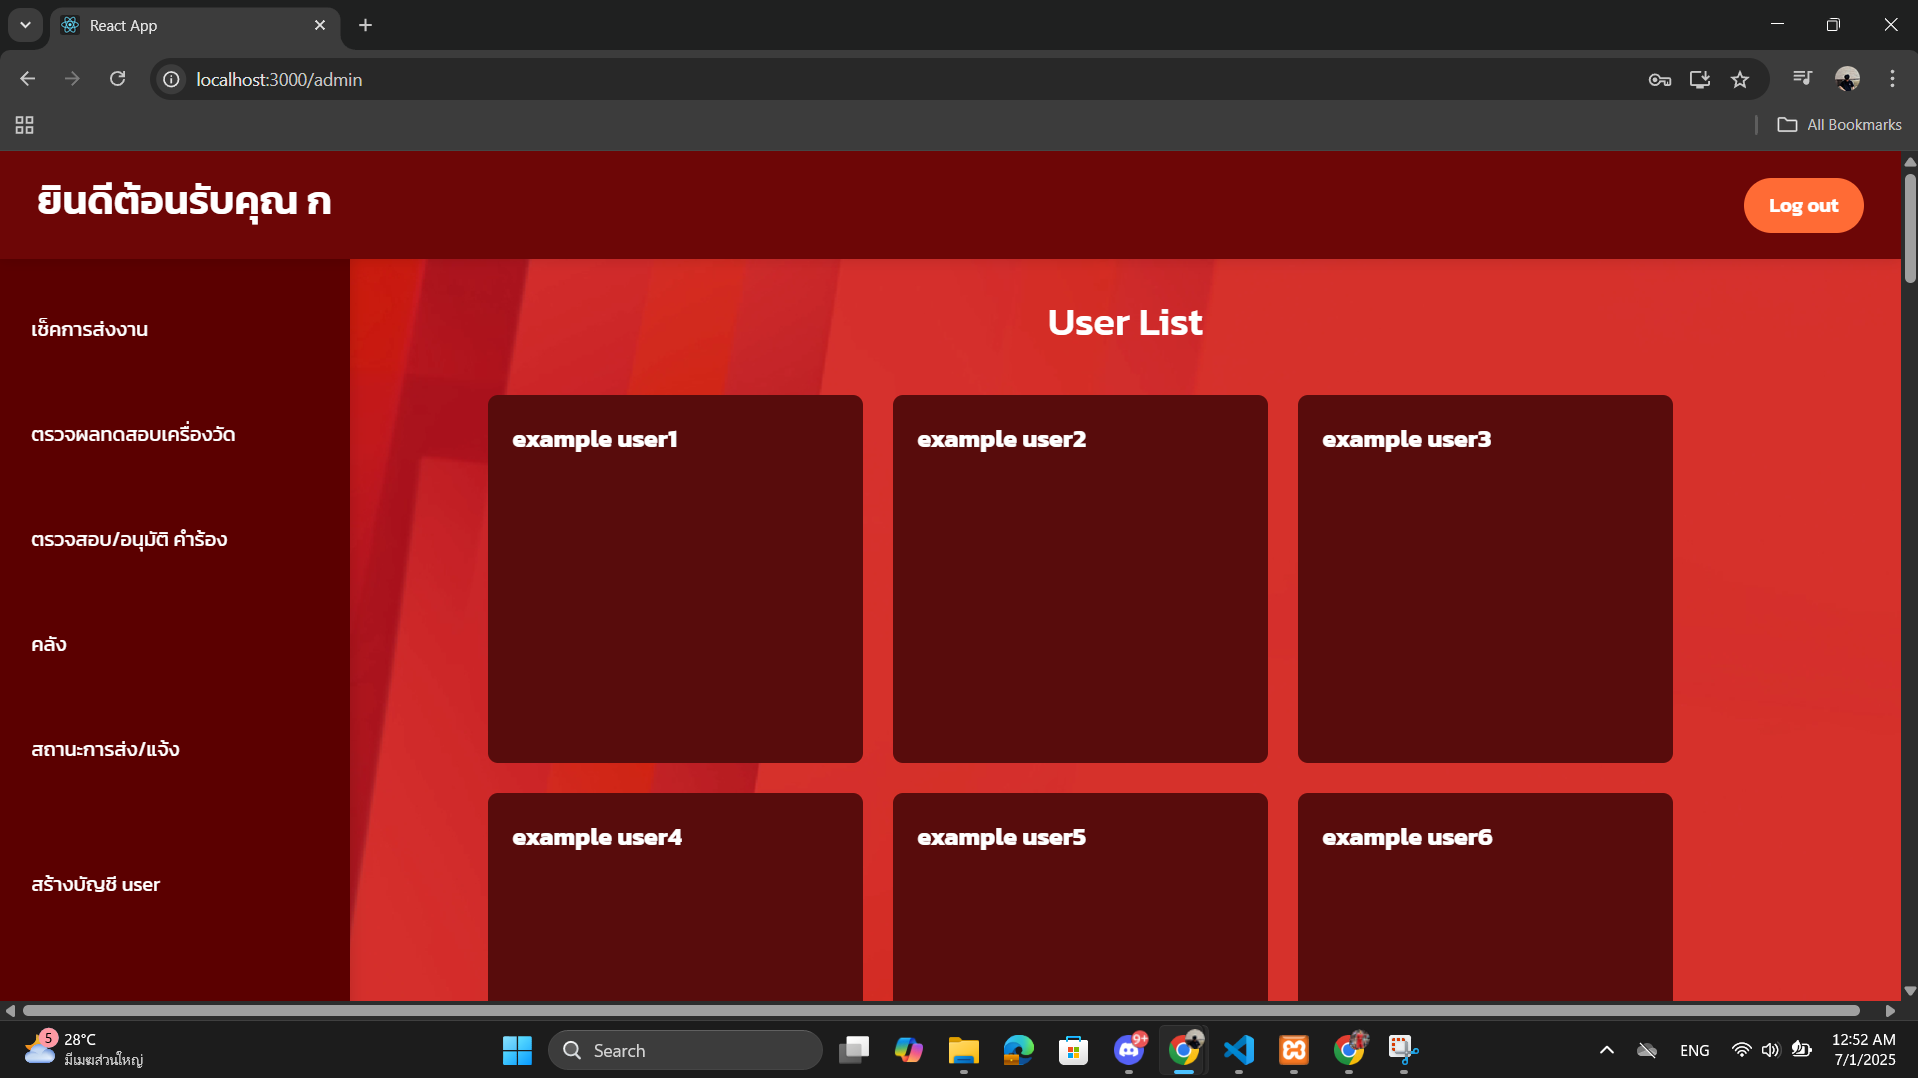 React App
localhost:3000/admin
All Bookmarks
ยินดีต้อนรับคุณ ก
Log out
เช็คการส่งงาน
ตรวจผลทดสอบเครื่องวัด
ตรวจสอบ/อนุมัติ คำร้อง
คลัง
สถานะการส่ง/แจ้ง
สร้างบัญชี user
User List
example user1
example user2
example user3
example user4
example user5
example user6
5
28°C
มีเมฆส่วนใหญ่
Search
9+
ENG
12:52 AM
7/1/2025